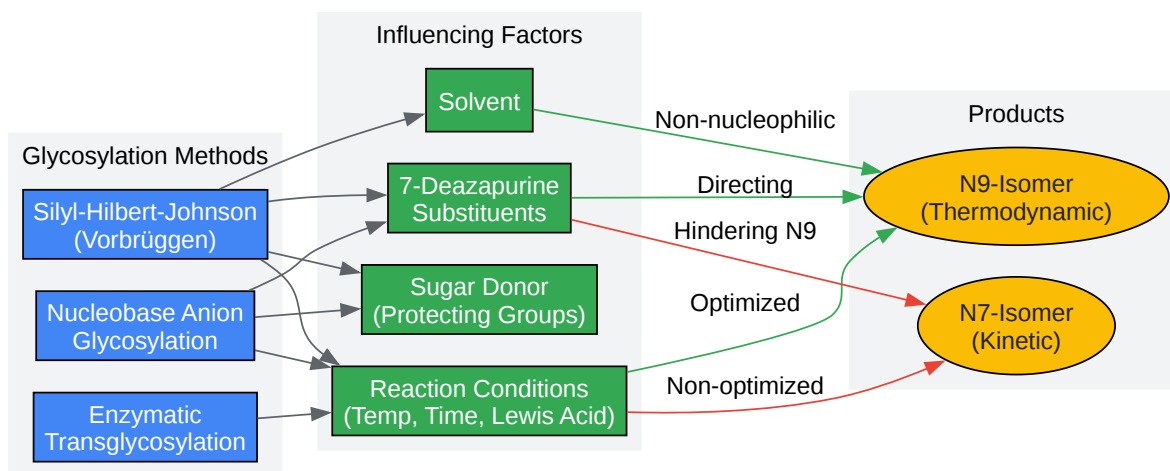 Glycosylation Methods
Silyl-Hilbert-Johnson
(Vorbrüggen)
Nucleobase Anion
Glycosylation
Enzymatic
Transglycosylation
Influencing Factors
Solvent
7-Deazapurine
Substituents
Sugar Donor
(Protecting Groups)
Reaction Conditions
(Temp, Time, Lewis Acid)
Non-nucleophilic
Directing
Hindering N9
Optimized
Non-optimized
Products
N9-Isomer
(Thermodynamic)
N7-Isomer
(Kinetic)